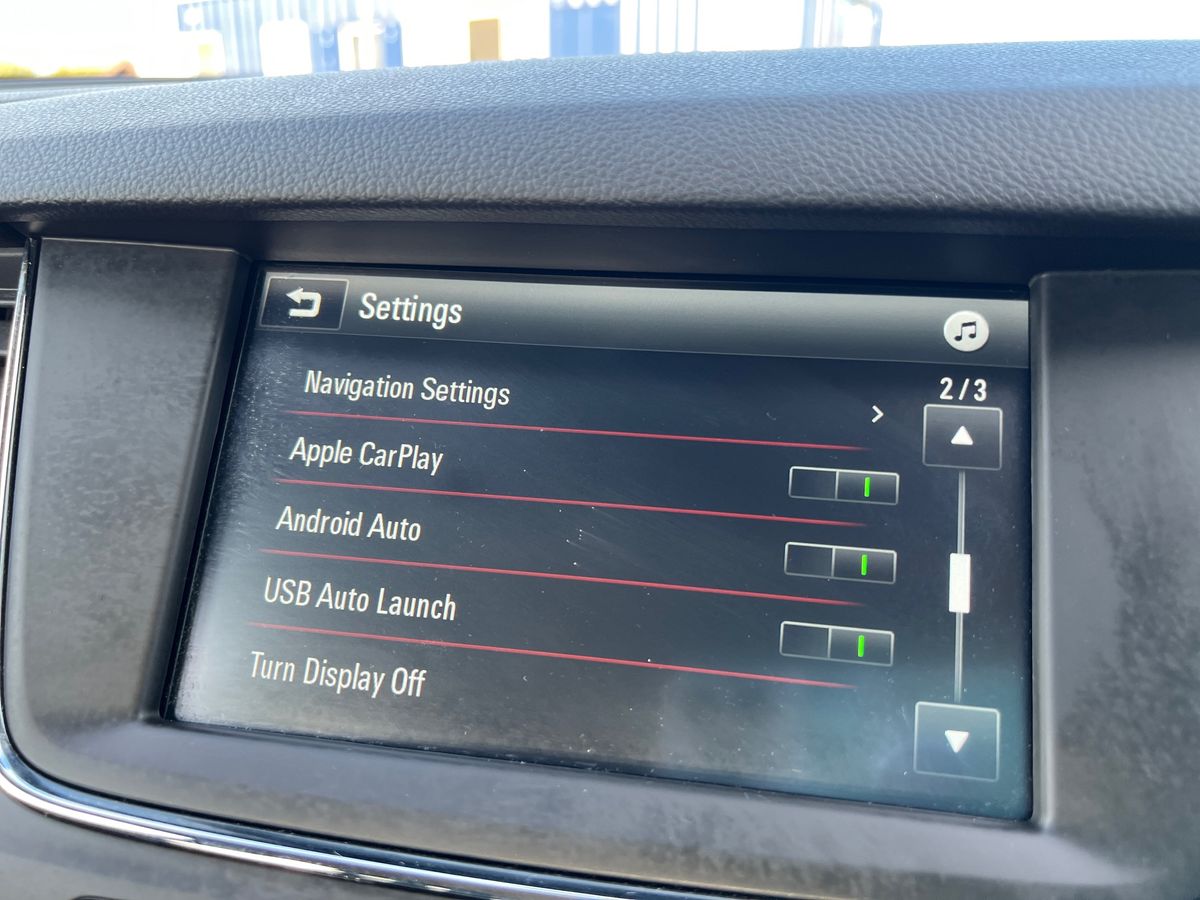 Settings
2/3
Navigation Settings
Apple CarPlay
Android Auto
USB Auto Launch
Turn Display Off